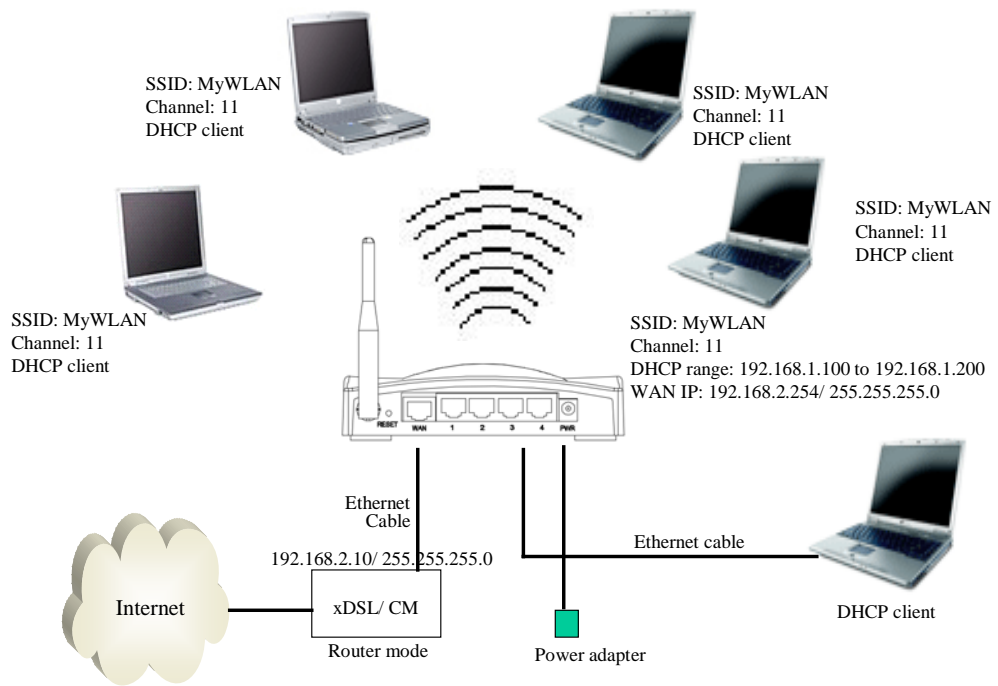 SSID: MyWLAN
Channel: 11
DHCP client
SSID: MyWLAN
Channel: 11
DHCP client
SSID: MyWLAN
Channel: 11
DHCP client
SSID: MyWLAN
Channel: 11
DHCP client
SSID: MyWLAN
Channel: 11
DHCP range: 192.168.1.100 to 192.168.1.200
WAN IP: 192.168.2.254/ 255.255.255.0
RESET
WAN
1
2
3
4
PWR
Ethernet
Cable
192.168.2.10/ 255.255.255.0
Ethernet cable
Internet
xDSL/ CM
DHCP client
Router mode
Power adapter